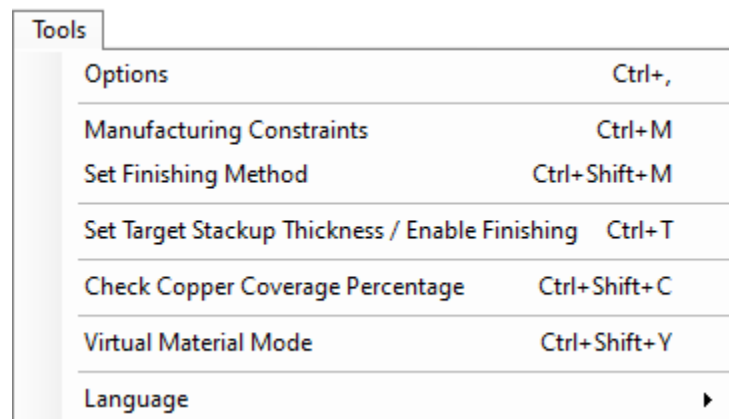 Tools
Options Ctrl+,
Manufacturing Constraints Ctrl+M
Set Finishing Method Ctrl+Shift+M
Set Target Stackup Thickness / Enable Finishing Ctrl+T
Check Copper Coverage Percentage Ctrl+Shift+C
Virtual Material Mode Ctrl+Shift+Y
Language